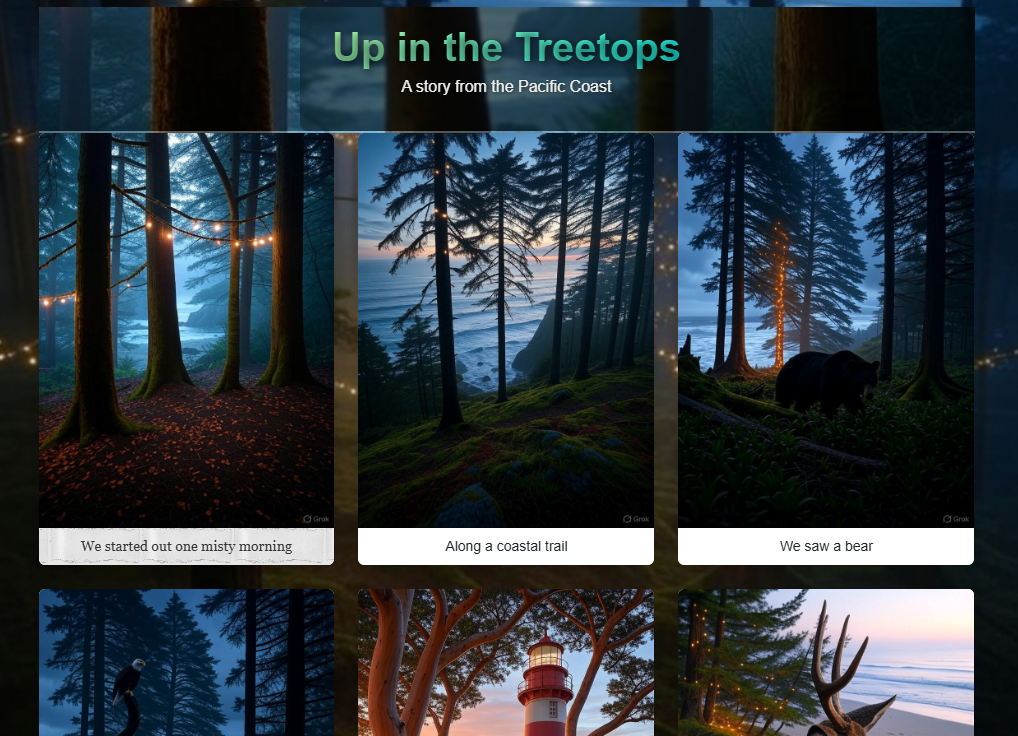 Up in the Treetops
A story from the Pacific Coast
Grok
Grok
Grok
We started out one misty morning
Along a coastal trail
We saw a bear